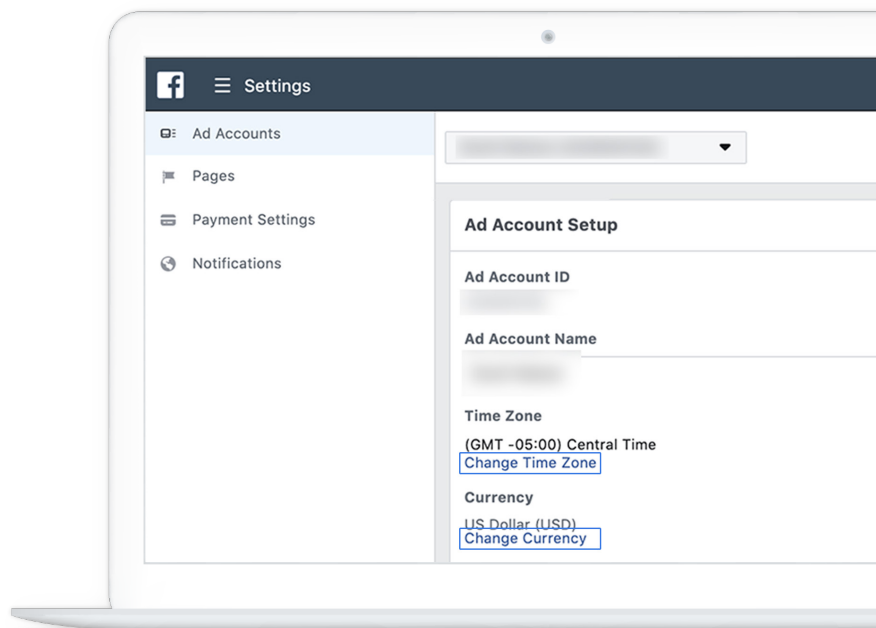 Settings
Ad Accounts
Pages
Payment Settings
Notifications
Ad Account Setup
Ad Account ID
Ad Account Name
Time Zone
(GMT -05:00) Central Time
Change Time Zone
Currency
US Dollar (USD)
Change Currency